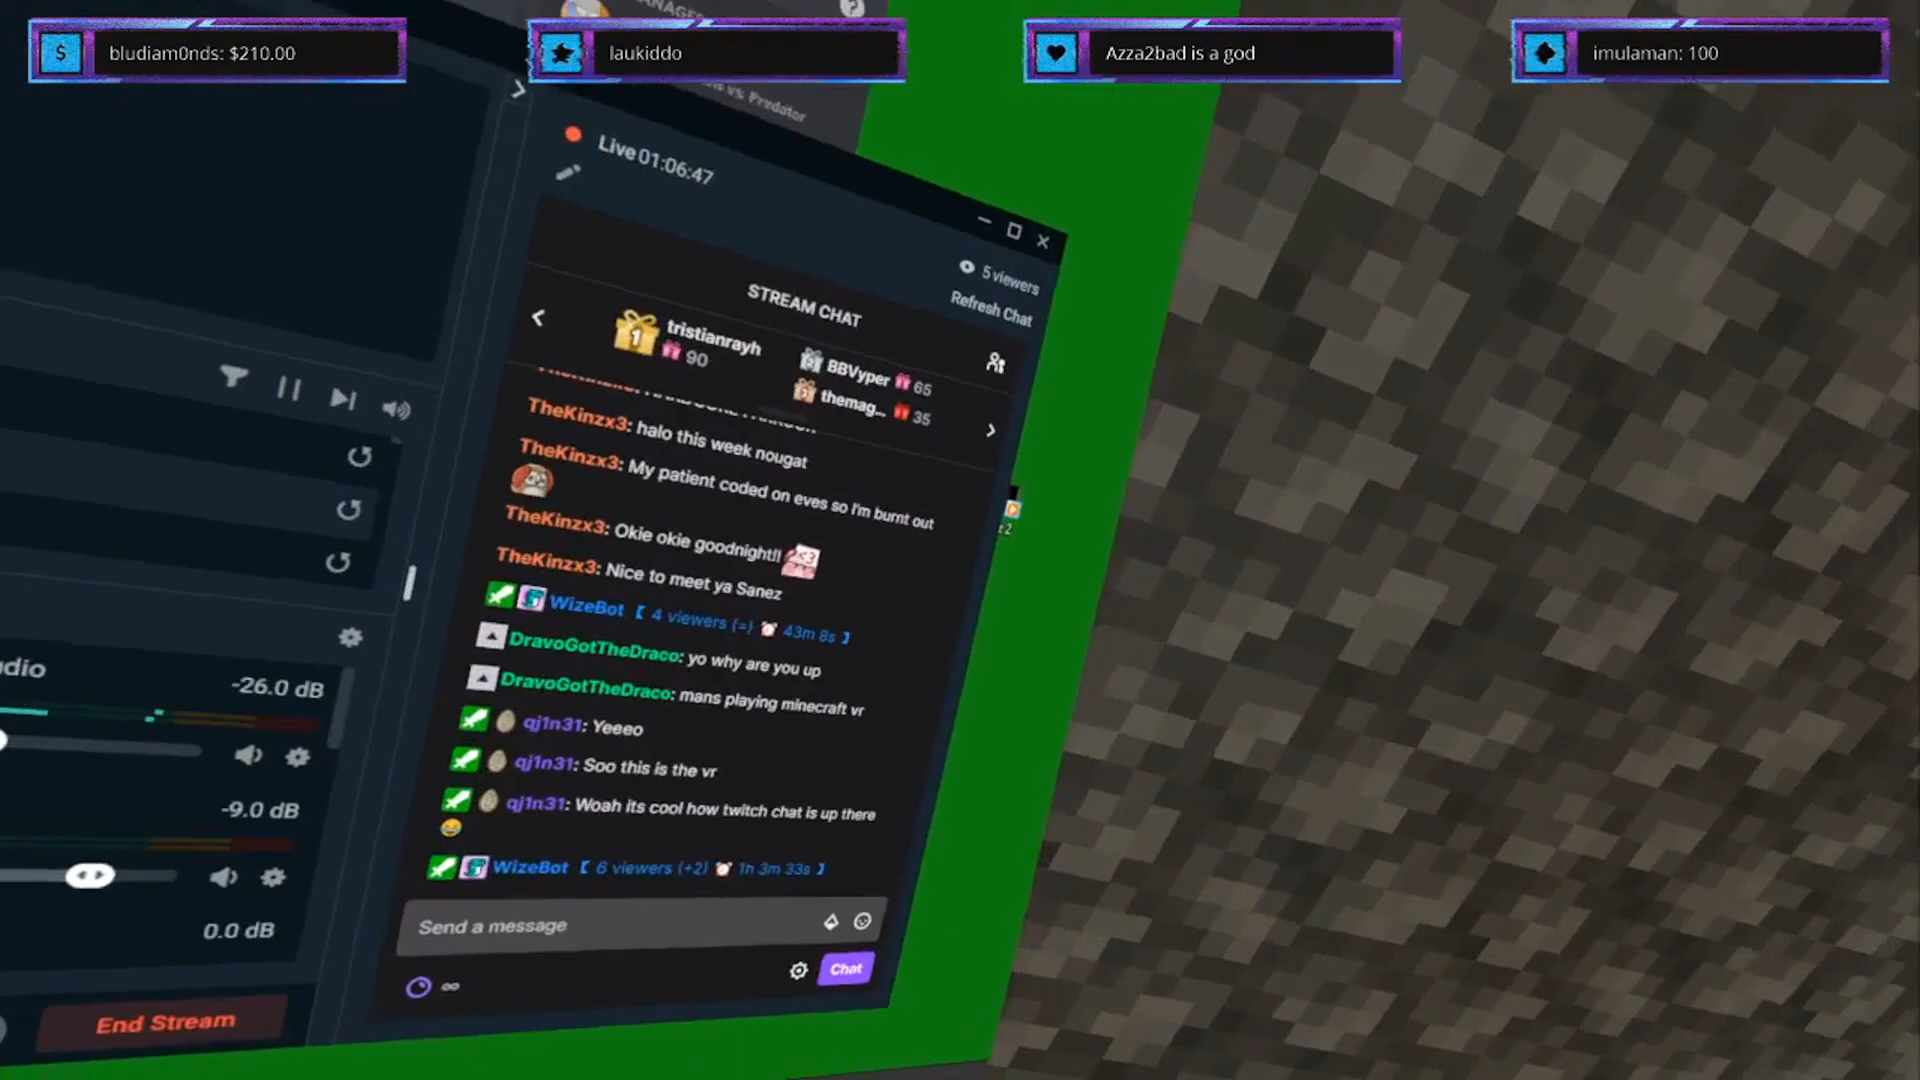 MANAGER
bludiam0nds: $210.00
laukiddo
Azza2bad is a god
imulaman: 100
vs. Predator
Live 01:06:47
5 viewers
Refresh Chat
STREAM CHAT
1 tristianrayh
90
BBVyper 65
themag... 35
TheKinzx3: halo this week nougat
TheKinzx3: My patient coded on eves so I'm burnt out
TheKinzx3: Okie okie goodnight!!
TheKinzx3: Nice to meet ya Sanez
WizeBot 【 4 viewers (=) ⏰ 43m 8s 】
DravoGotTheDraco: yo why are you up
DravoGotTheDraco: mans playing minecraft vr
qj1n31: Yeeeo
qj1n31: Soo this is the vr
qj1n31: Woah its cool how twitch chat is up there
😂
WizeBot 【 6 viewers (+2) ⏰ 1h 3m 33s 】
Send a message
Chat
-26.0 dB
-9.0 dB
0.0 dB
End Stream